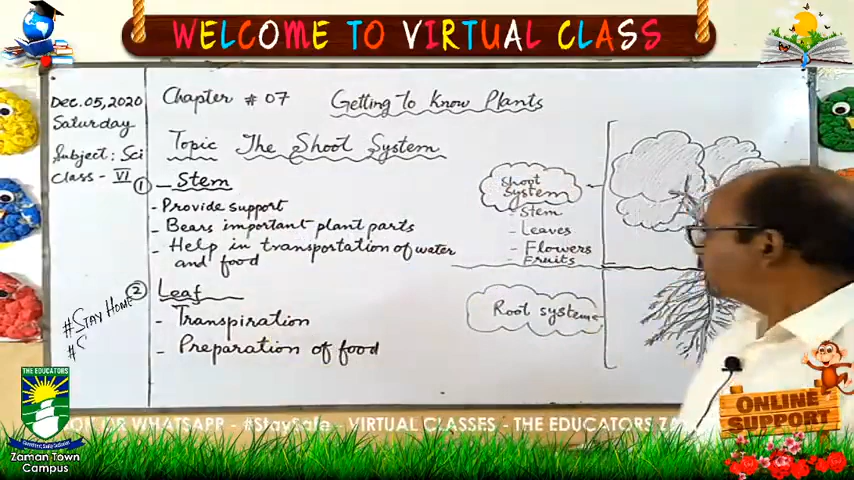 WELCOME TO VIRTUAL CLASS
Dec. 05, 2020
Saturday
Subject: Sci
Class - VI
Chapter # 07 Getting To Know Plants
Topic The Shoot System
① - Stem
- Provide support
- Bears important plant parts
- Help in transportation of water
and food
② Leaf
- Transpiration
- Preparation of food
Shoot
System
- Stem
- Leaves
- Flowers
- Fruits
Root system
#Stay Home
#S
THE EDUCATORS
Zaman Town
Campus
WHATSAPP - #StaySafe - VIRTUAL CLASSES - THE EDUCATORS
ONLINE
SUPPORT